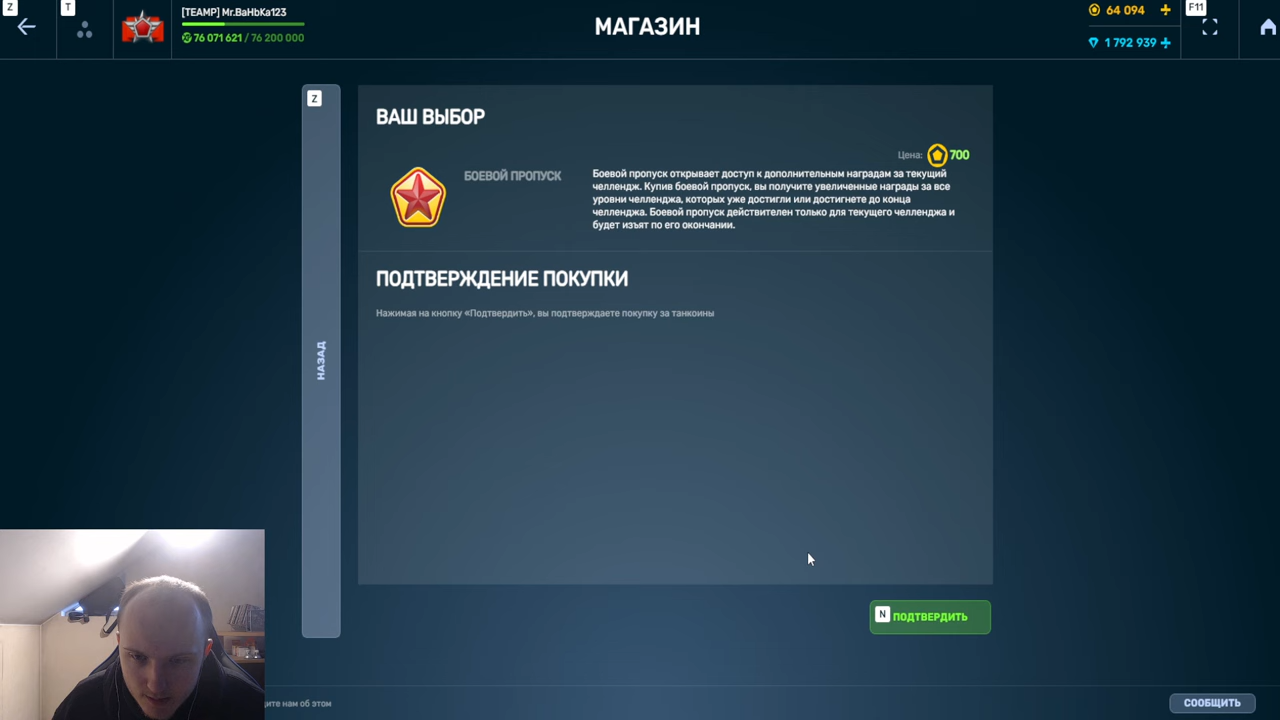 Z
T
[TEAMP] Mr.BaHbKa123
76 071 621 / 76 200 000
МАГАЗИН
64 094 +
1 792 939 +
F11
Z
НАЗАД
ВАШ ВЫБОР
Цена: 700
БОЕВОЙ ПРОПУСК
Боевой пропуск открывает доступ к дополнительным наградам за текущий
челлендж. Купив боевой пропуск, вы получите увеличенные награды за все
уровни челленджа, которых уже достигли или достигнете до конца
челленджа. Боевой пропуск действителен только для текущего челленджа и
будет изъят по его окончании.
ПОДТВЕРЖДЕНИЕ ПОКУПКИ
Нажимая на кнопку «Подтвердить», вы подтверждаете покупку за танкоины
N ПОДТВЕРДИТЬ
нам об этом
СООБЩИТЬ